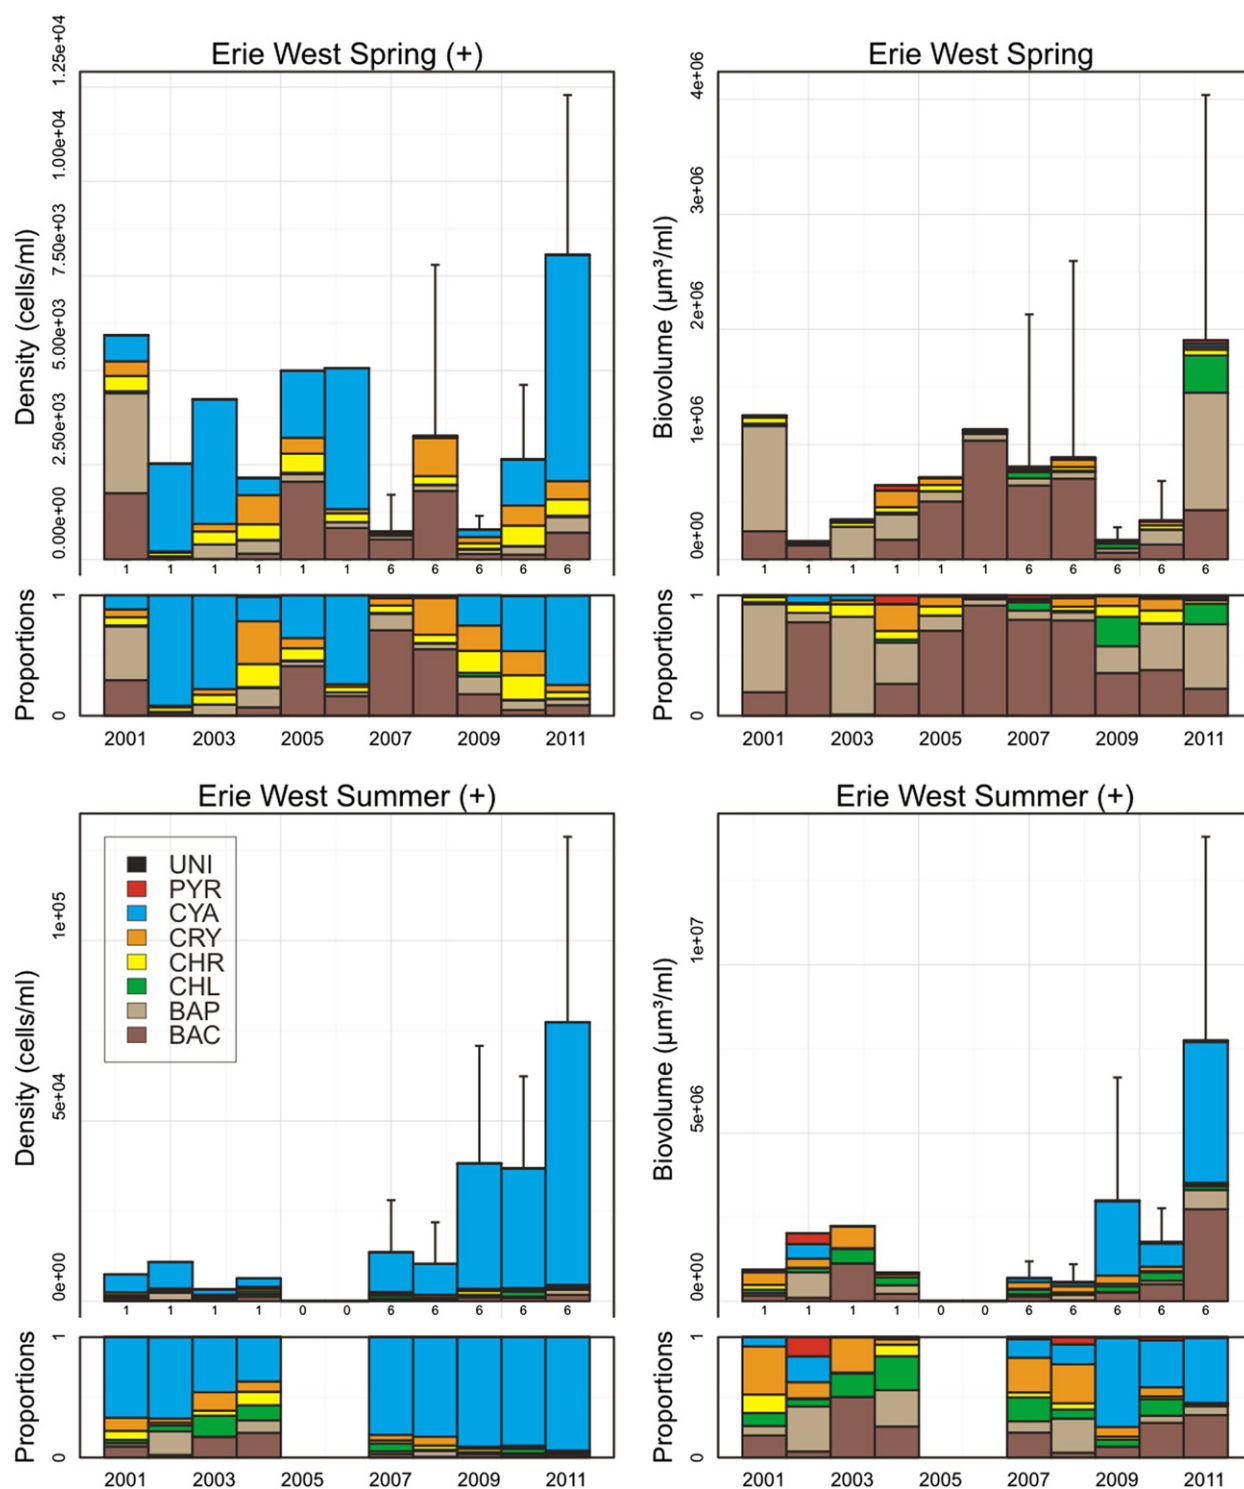 Erie West Spring (+)
Density (cells/ml)
0.00e+00 2.50e+03 5.00e+03 7.50e+03 1.00e+04 1.25e+04
1 1 1 1 1 1 6 6 6 6 6
Proportions
0 1
2001 2003 2005 2007 2009 2011
Erie West Spring
Biovolume (µm³/ml)
0e+00 1e+06 2e+06 3e+06 4e+06
1 1 1 1 1 1 6 6 6 6 6
Proportions
0 1
2001 2003 2005 2007 2009 2011
Erie West Summer (+)
Density (cells/ml)
0e+00 5e+04 1e+05
UNI
PYR
CYA
CRY
CHR
CHL
BAP
BAC
1 1 1 1 0 0 6 6 6 6 6
Proportions
0 1
2001 2003 2005 2007 2009 2011
Erie West Summer (+)
Biovolume (µm³/ml)
0e+00 5e+06 1e+07
1 1 1 1 0 0 6 6 6 6 6
Proportions
0 1
2001 2003 2005 2007 2009 2011